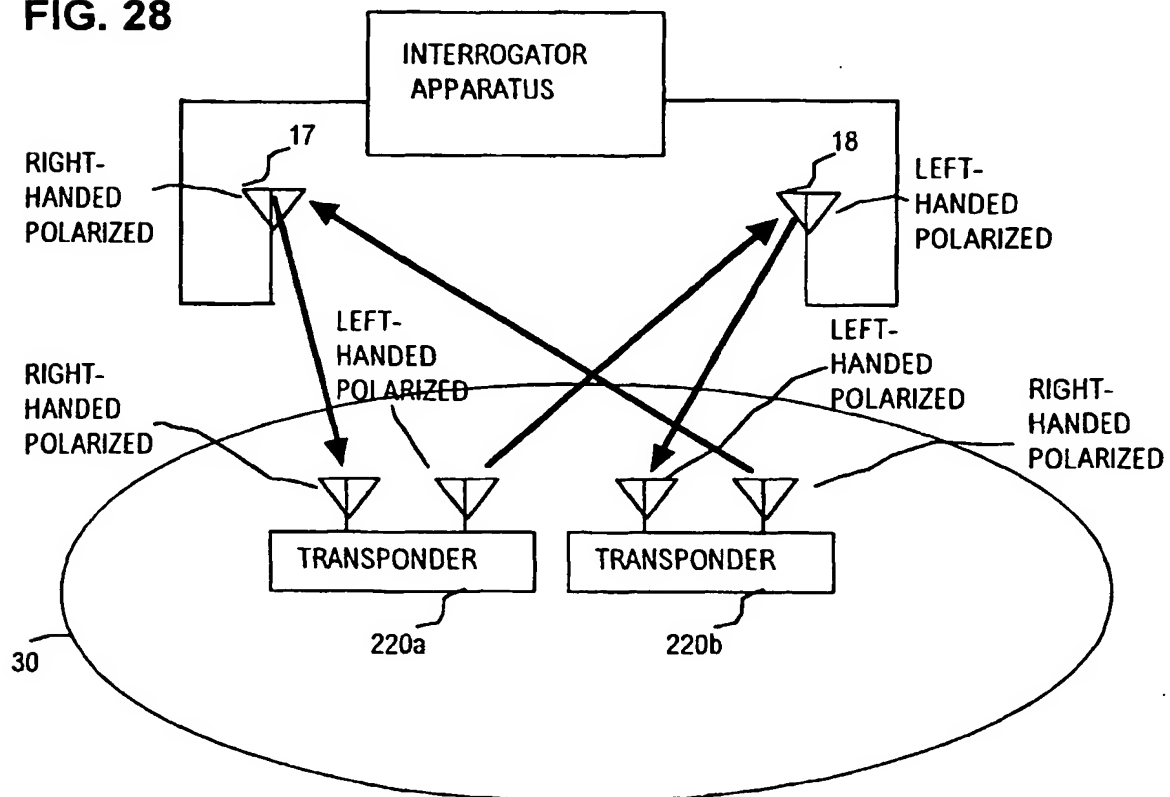 FIG. 28
INTERROGATOR
APPARATUS
17
RIGHT-
HANDED
POLARIZED
18
LEFT-
HANDED
POLARIZED
RIGHT-
HANDED
POLARIZED
LEFT-
HANDED
POLARIZED
LEFT-
HANDED
POLARIZED
RIGHT-
HANDED
POLARIZED
TRANSPONDER
TRANSPONDER
220a
220b
30